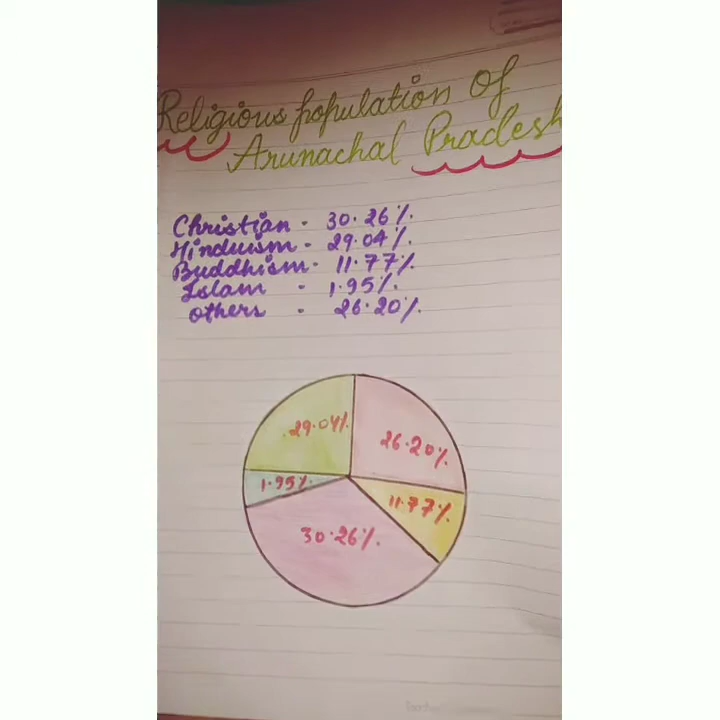 Religious population of
Arunachal Pradesh
Christian - 30.26%.
Hinduism - 29.04%.
Buddhism - 11.77%.
Islam - 1.95%.
others - 26.20%.
29.04%.
26.20%.
1.95%.
11.77%.
30.26%.